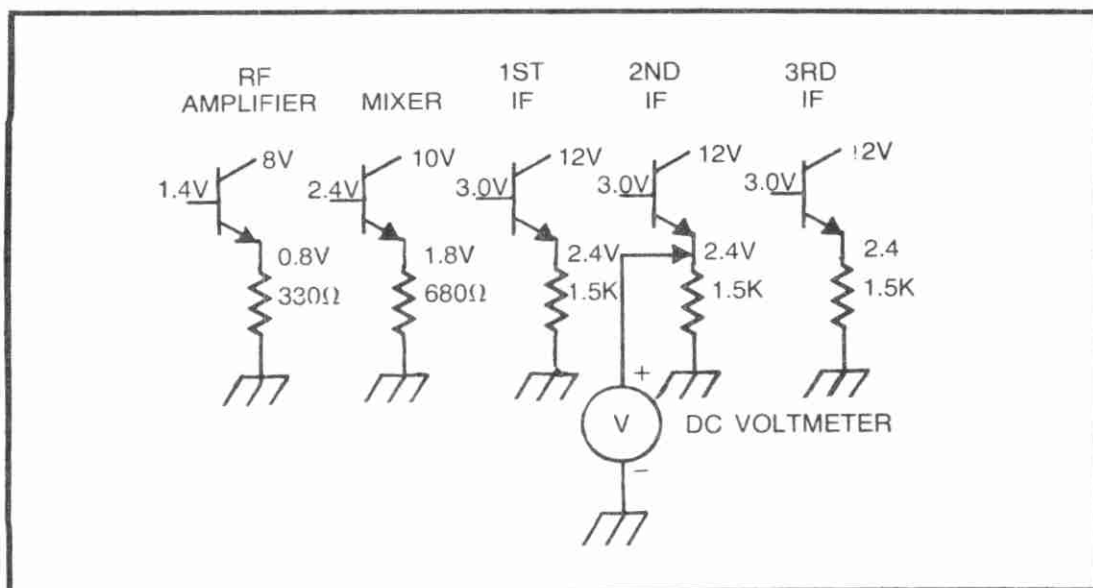 RF
AMPLIFIER
MIXER
1ST
IF
2ND
IF
3RD
IF
8V
10V
12V
12V
12V
1.4V
2.4V
3.0V
3.0V
3.0V
0.8V
1.8V
2.4V
2.4V
2.4
330Ω
680Ω
1.5K
1.5K
1.5K
+
V
DC VOLTMETER
−